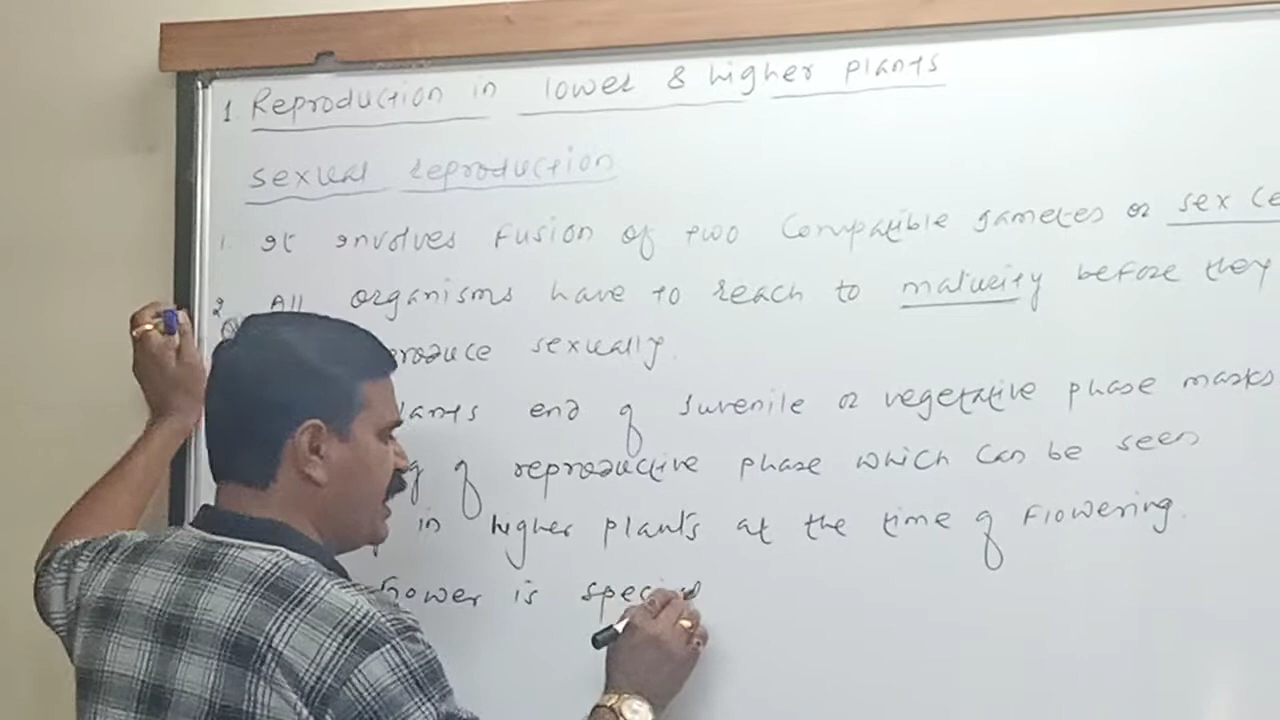 1. Reproduction in lower & higher plants
Sexual reproduction
1. It involves fusion of two compatible gametes or sex ce
2 All organisms have to reach to maturity before they
produce sexually.
lants end of juvenile or vegetative phase marks
g of reproductive phase which can be seen
in higher plants at the time of flowering.
flower is special